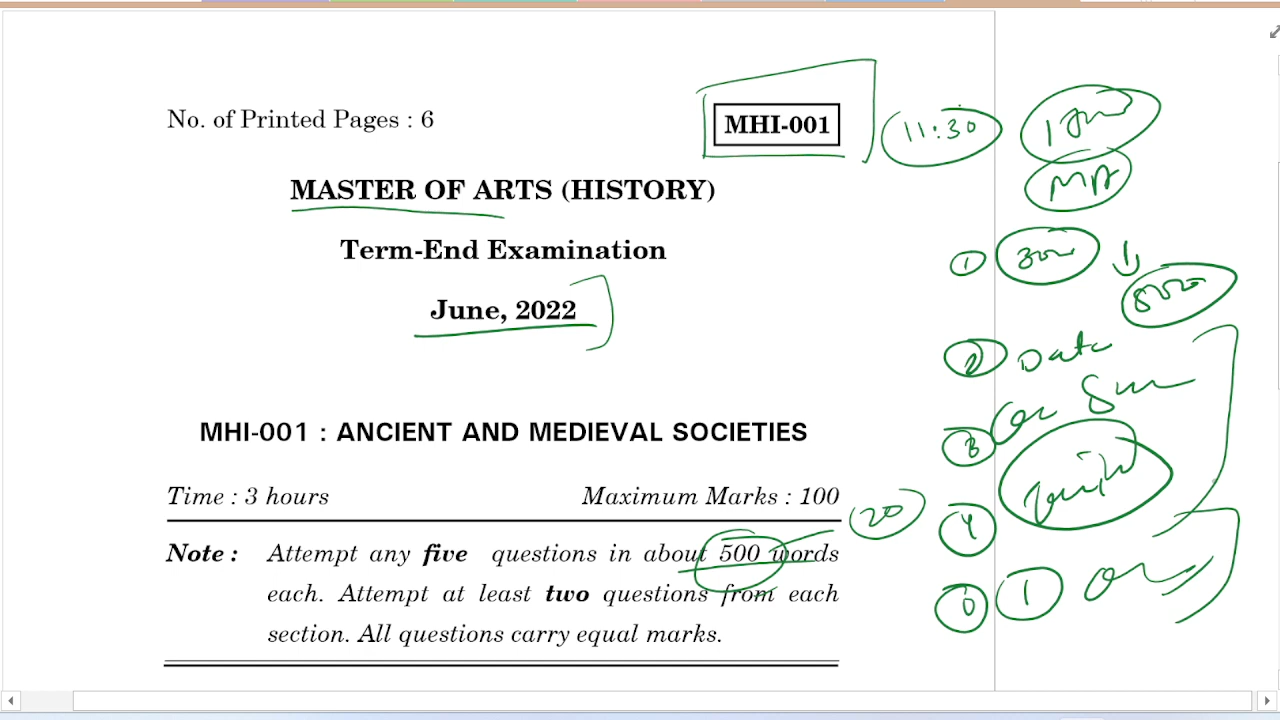 No. of Printed Pages : 6
MHI-001
11:30
MASTER OF ARTS (HISTORY)
MA
Term-End Examination
1
June, 2022
2 Data
MHI-001 : ANCIENT AND MEDIEVAL SOCIETIES
3
Time : 3 hours Maximum Marks : 100
20
4
Note : Attempt any five questions in about 500 words
each. Attempt at least two questions from each
section. All questions carry equal marks.
1